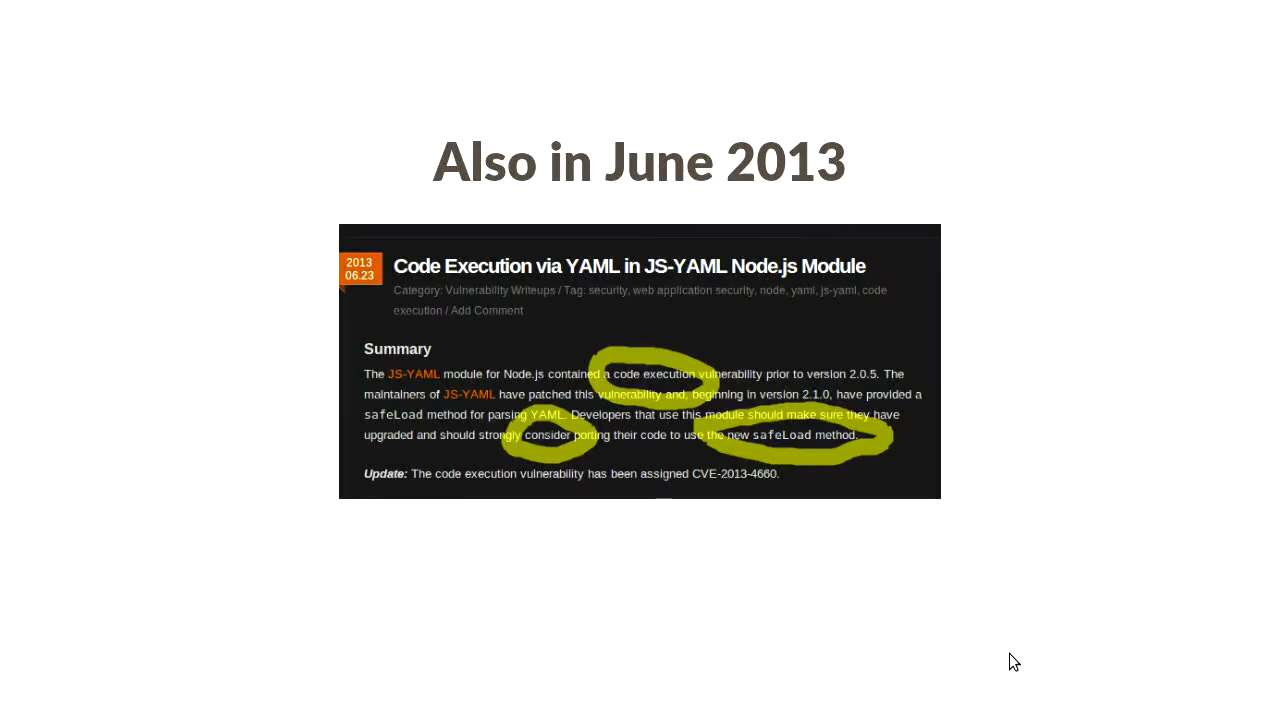 Also in June 2013
2013
06.23
Code Execution via YAML in JS-YAML Node.js Module
Category: Vulnerability Writeups / Tag: security, web application security, node, yaml, js-yaml, code
execution / Add Comment
Summary
The JS-YAML module for Node.js contained a code execution vulnerability prior to version 2.0.5. The
maintainers of JS-YAML have patched this vulnerability and, beginning in version 2.1.0, have provided a
safeLoad method for parsing YAML. Developers that use this module should make sure they have
upgraded and should strongly consider porting their code to use the new safeLoad method.
Update: The code execution vulnerability has been assigned CVE-2013-4660.